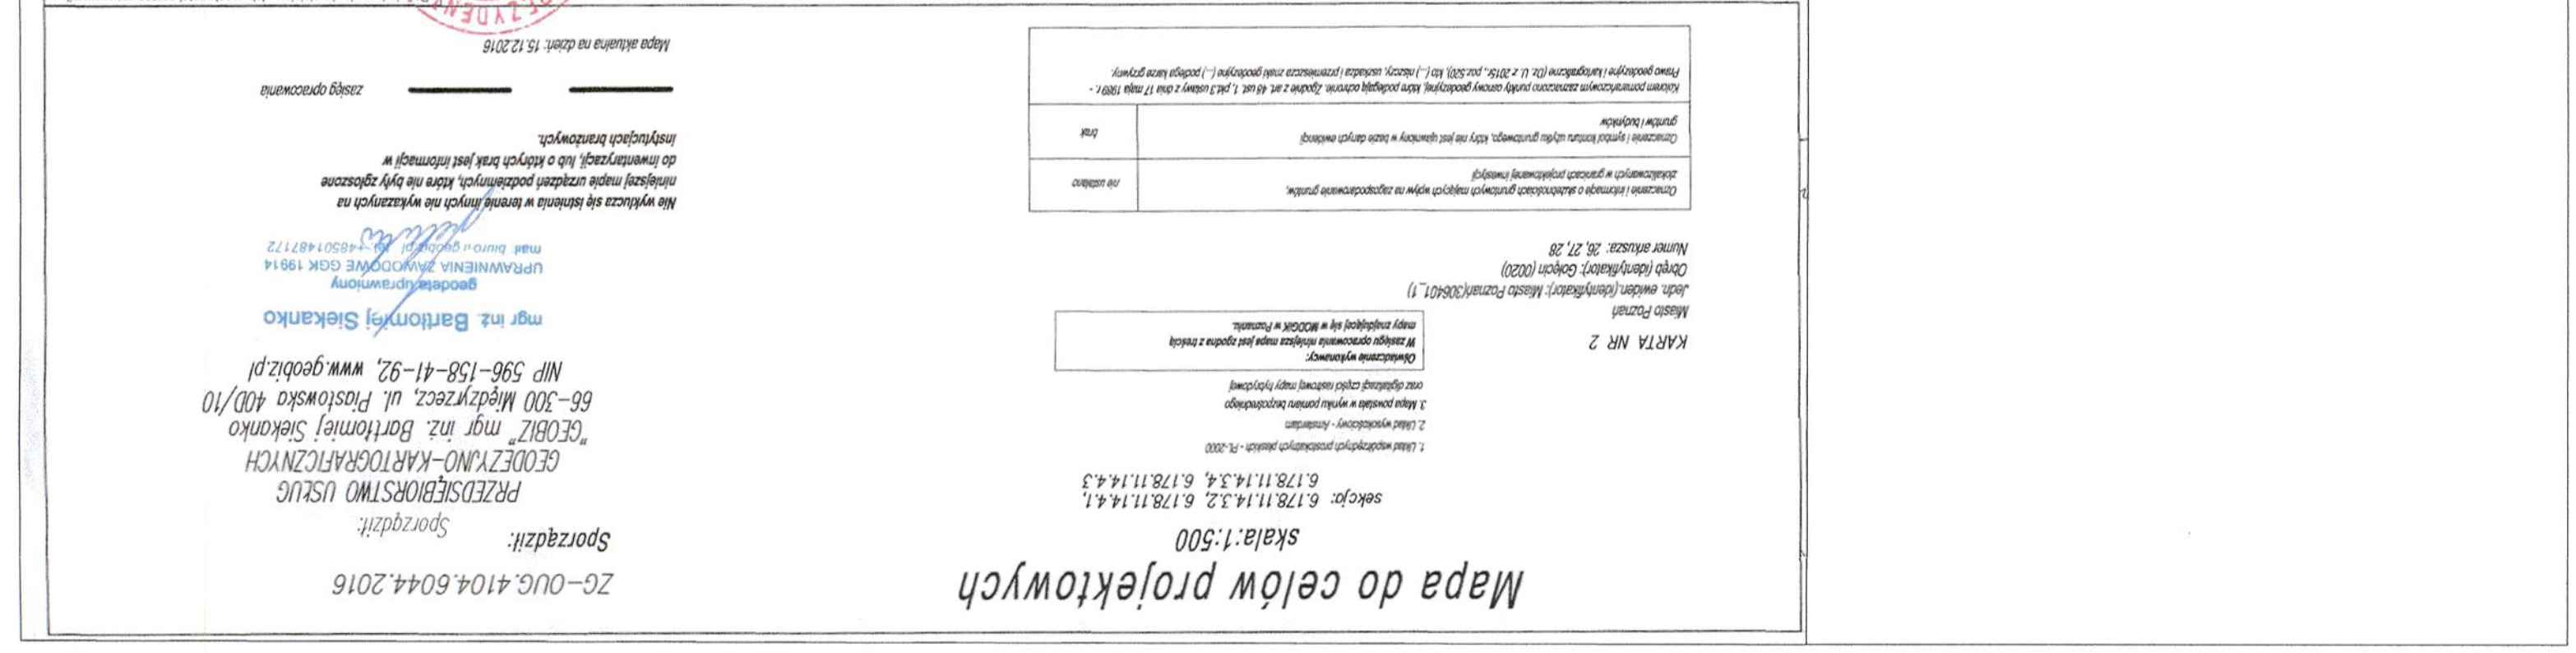 Mapa do celów projektowych
skala:1:500
sekcja: 6.178.11.14.3.2, 6.178.11.14.4.1,
6.178.11.14.3.4, 6.178.11.14.4.3
1. Układ współrzędnych prostokątnych płaskich - PL-2000
2. Układ wysokościowy - Amsterdam
3. Mapa powstała w wyniku pomiaru bezpośredniego
oraz digitalizacji części rastrowej mapy hybrydowej
Oświadczenie wykonawcy:
W zasięgu opracowania niniejsza mapa jest zgodna z treścią
mapy znajdującej się w MODGiK w Poznaniu.
KARTA NR 2
Miasto Poznań
Jedn. ewiden.(identyfikator): Miasto Poznań(306401_1)
Obręb (identyfikator): Golęcin (0020)
Numer arkusza: 26, 27, 28
Oznaczenie i informacje o służebnościach gruntowych mających wpływ na zagospodarowanie gruntów,
zlokalizowanych w granicach projektowanej inwestycji
nie ustalano
Oznaczenie i symbol konturu użytku gruntowego, który nie jest ujawniony w bazie danych ewidencji
gruntów i budynków
brak
Kolorem pomarańczowym zaznaczono punkty osnowy geodezyjnej, które podlegają ochronie. Zgodnie z art. 48 ust. 1, pkt.3 ustawy z dnia 17 maja 1989 r. -
Prawo geodezyjne i kartograficzne (Dz. U. z 2015r., poz.520), kto (...) niszczy, uszkadza i przemieszcza znaki geodezyjne (...) podlega karze grzywny.
ZG-OUG.4104.6044.2016
Sporządził:
Sporządził:
PRZEDSIĘBIORSTWO USŁUG
GEODEZYJNO-KARTOGRAFICZNYCH
"GEOBIZ" mgr inż. Bartłomiej Siekanko
66-300 Międzyrzecz, ul. Piastowska 40D/10
NIP 596-158-41-92, www.geobiz.pl
mgr inż. Bartłomiej Siekanko
geodeta uprawniony
UPRAWNIENIA ZAWODOWE GGK 19914
mail: biuro@geobiz.pl tel. +48501487172
Nie wyklucza się istnienia w terenie innych nie wykazanych na
niniejszej mapie urządzeń podziemnych, które nie były zgłoszone
do inwentaryzacji, lub o których brak jest informacji w
instytucjach branżowych.
zasięg opracowania
Mapa aktualna na dzień: 15.12.2016